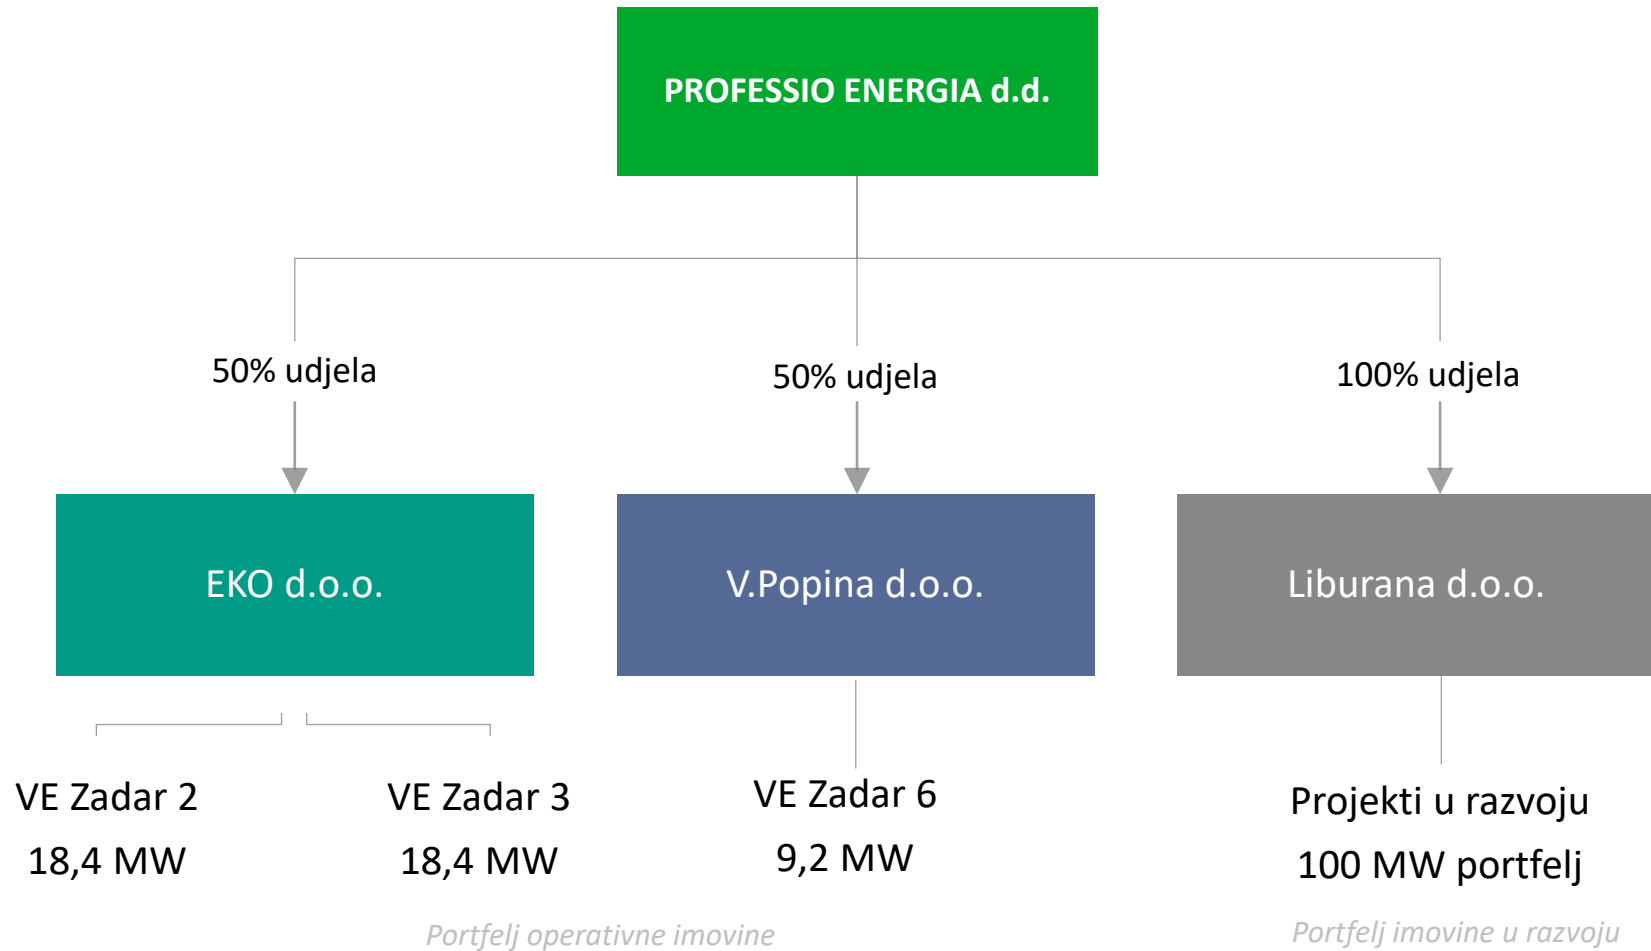 PROFESSIO ENERGIA d.d.
50% udjela
50% udjela
100% udjela
EKO d.o.o.
V.Popina d.o.o.
Liburana d.o.o.
VE Zadar 2
18,4 MW
VE Zadar 3
18,4 MW
VE Zadar 6
9,2 MW
Projekti u razvoju
100 MW portfelj
Portfelj operativne imovine
Portfelj imovine u razvoju